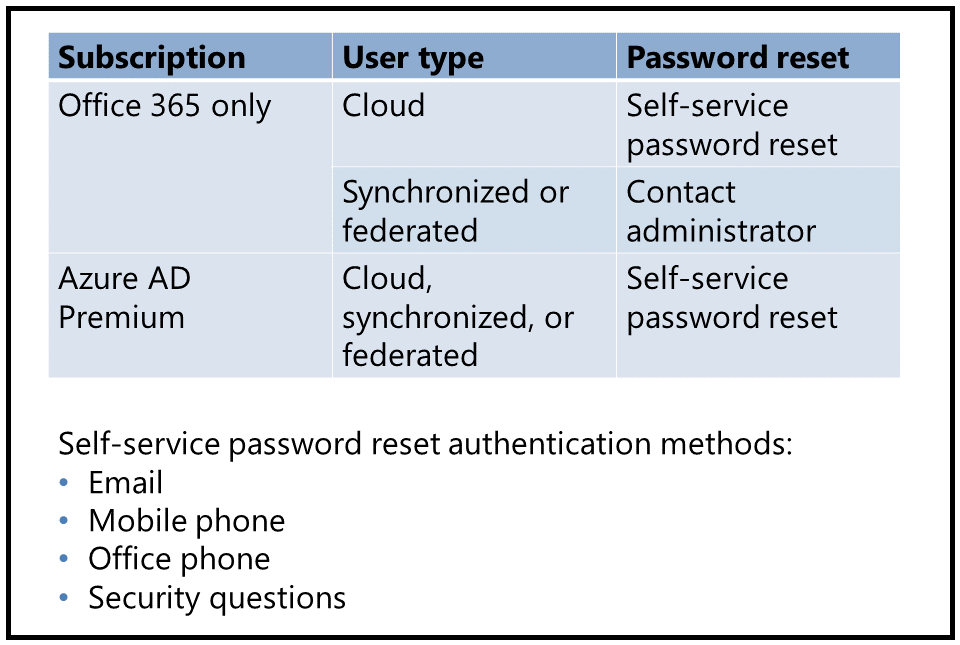 Subscription User type Password reset
Office 365 only Cloud Self-service
password reset
Synchronized or Contact
federated administrator
Azure AD Cloud, Self-service
Premium synchronized, or password reset
federated
Self-service password reset authentication methods:
• Email
• Mobile phone
• Office phone
• Security questions